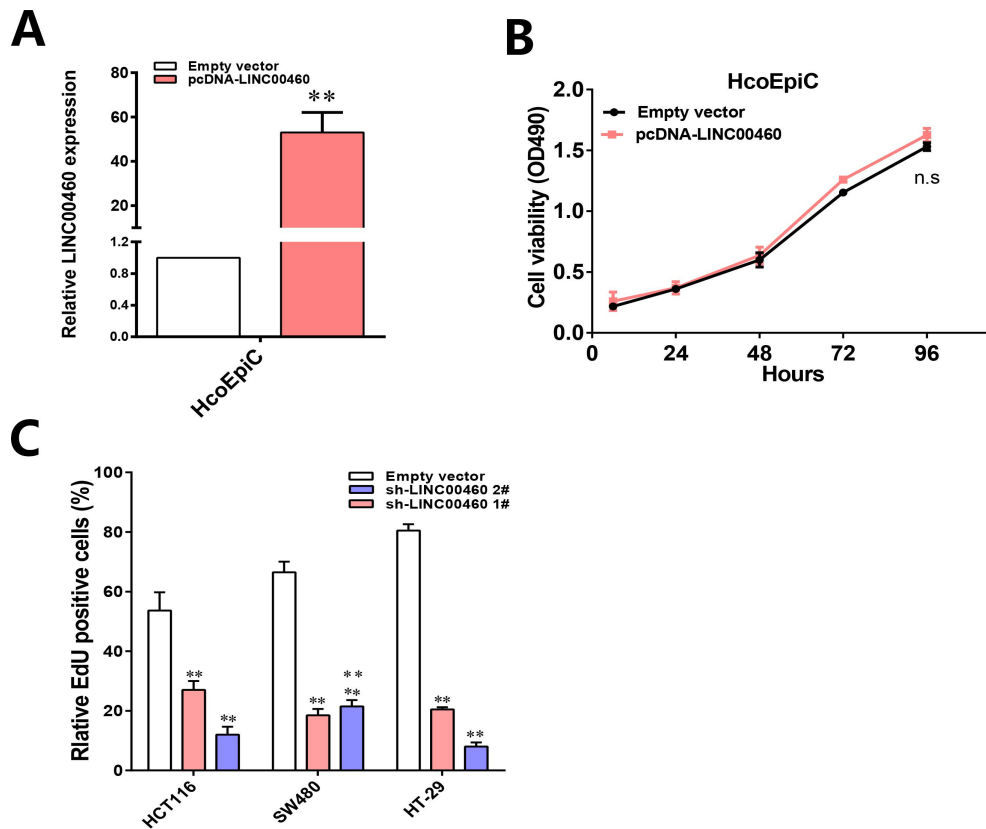 A
Empty vector
pcDNA-LINC00460
Relative LINC00460 expression
80
60
40
20
1.2
0.8
0.4
0.0
**
HcoEpiC
B
HcoEpiC
Empty vector
pcDNA-LINC00460
Cell viability (OD490)
2.0
1.5
1.0
0.5
0.0
n.s
0 24 48 72 96
Hours
C
Empty vector
sh-LINC00460 2#
sh-LINC00460 1#
Rlative EdU positive cells (%)
100
80
60
40
20
0
** ** ** ** ** ** **
HCT116 SW480 HT-29